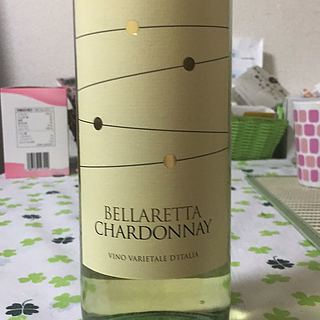 BELLARETTA
CHARDONNAY
VINO VARIETALE D'ITALIA